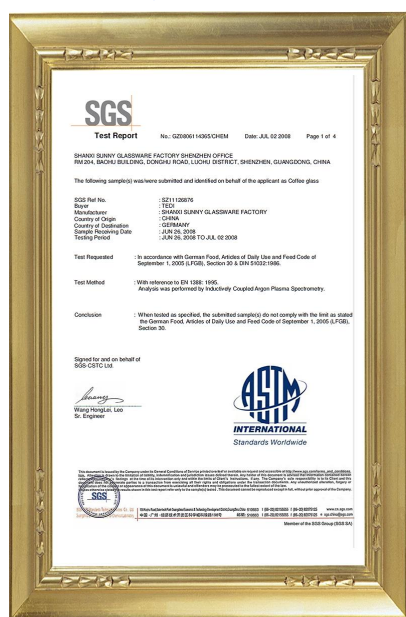 SGS
Test Report No.: GZ0806114365/CHEM Date: JUL 02 2008 Page 1 of 4
SHANXI SUNNY GLASSWARE FACTORY SHENZHEN OFFICE
RM 204, BAOHU BUILDING, DONGHU ROAD, LUOHU DISTRICT, SHENZHEN, GUANGDONG, CHINA
The following sample(s) was/were submitted and identified on behalf of the applicant as Coffee glass
SGS Ref No. : SZ11126876
Buyer : TEDI
Manufacturer : SHANXI SUNNY GLASSWARE FACTORY
Country of Origin : CHINA
Country of Destination : GERMANY
Sample Receiving Date : JUN 26, 2008
Testing Period : JUN 26, 2008 TO JUL 02 2008
Test Requested : In accordance with German Food, Articles of Daily Use and Feed Code of
September 1, 2005 (LFGB), Section 30 & DIN 51032:1986.
Test Method : With reference to EN 1388: 1995.
Analysis was performed by Inductively Coupled Argon Plasma Spectrometry.
Conclusion : When tested as specified, the submitted sample(s) do not comply with the limit as stated
the German Food, Articles of Daily Use and Feed Code of September 1, 2005 (LFGB),
Section 30.
Signed for and on behalf of
SGS-CSTC Ltd.
Wang HongLei, Leo
Sr. Engineer
ASTM
INTERNATIONAL
Standards Worldwide
SGS
Member of the SGS Group (SGS SA)